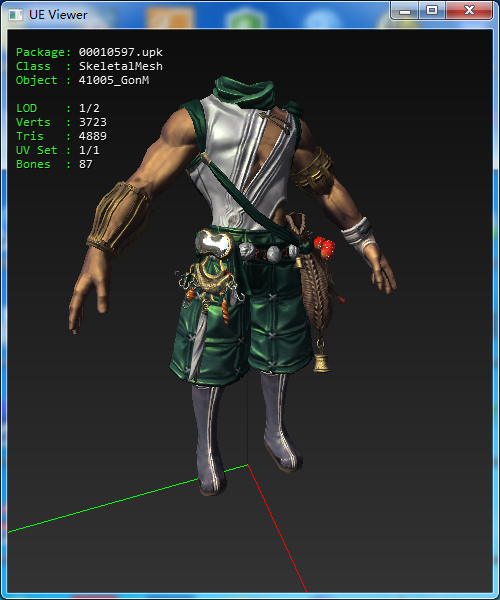 UE Viewer
Package: 00010597.upk
Class : SkeletalMesh
Object : 41005_GonM
LOD : 1/2
Verts : 3723
Tris : 4889
UV Set : 1/1
Bones : 87